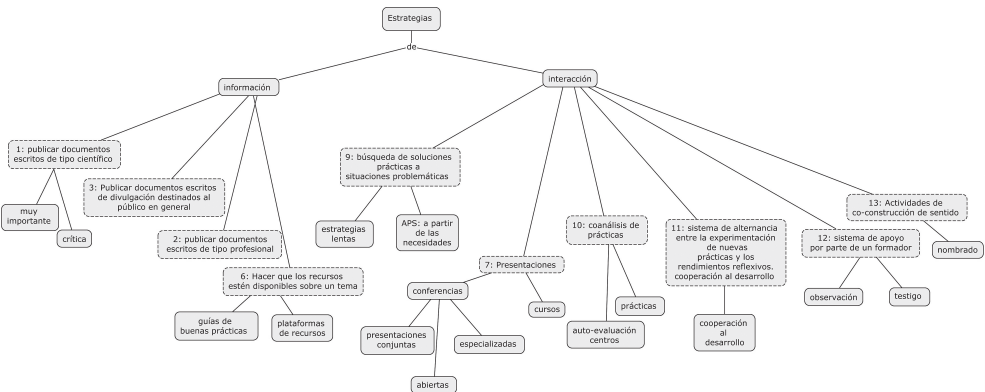 Estrategias
de
información
interacción
1: publicar documentos
escritos de tipo científico
muy
importante
crítica
3: Publicar documentos escritos
de divulgación destinados al
público en general
2: publicar documentos
escritos de tipo profesional
6: Hacer que los recursos
estén disponibles sobre un tema
guías de
buenas prácticas
plataformas
de recursos
9: búsqueda de soluciones
prácticas a
situaciones problemáticas
estrategias
lentas
APS: a partir
de las
necesidades
7: Presentaciones
conferencias
cursos
presentaciones
conjuntas
especializadas
abiertas
10: coanálisis de
prácticas
prácticas
auto-evaluación
centros
11: sistema de alternancia
entre la experimentación
de nuevas
prácticas y los
rendimientos reflexivos.
cooperación al desarrollo
cooperación
al
desarrollo
13: Actividades de
co-construcción de sentido
nombrado
12: sistema de apoyo
por parte de un formador
observación
testigo